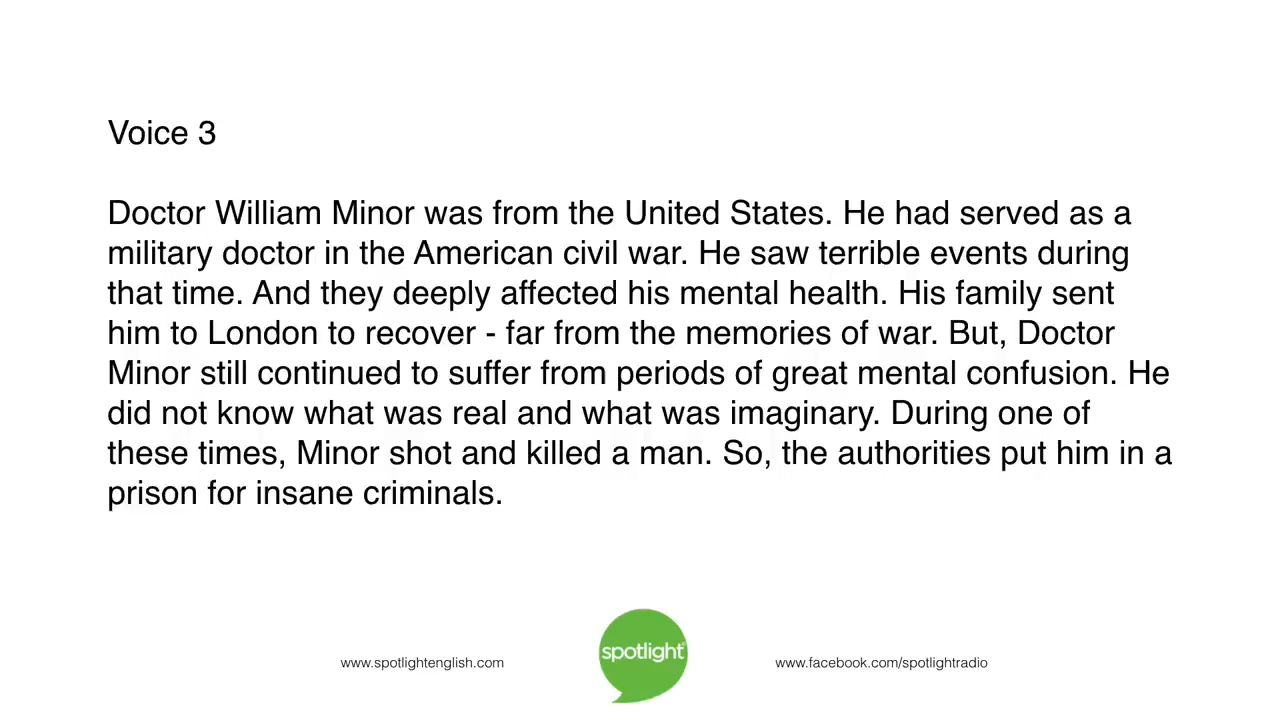 Voice 3
Doctor William Minor was from the United States. He had served as a
military doctor in the American civil war. He saw terrible events during
that time. And they deeply affected his mental health. His family sent
him to London to recover - far from the memories of war. But, Doctor
Minor still continued to suffer from periods of great mental confusion. He
did not know what was real and what was imaginary. During one of
these times, Minor shot and killed a man. So, the authorities put him in a
prison for insane criminals.
www.spotlightenglish.com
spotlight
www.facebook.com/spotlightradio